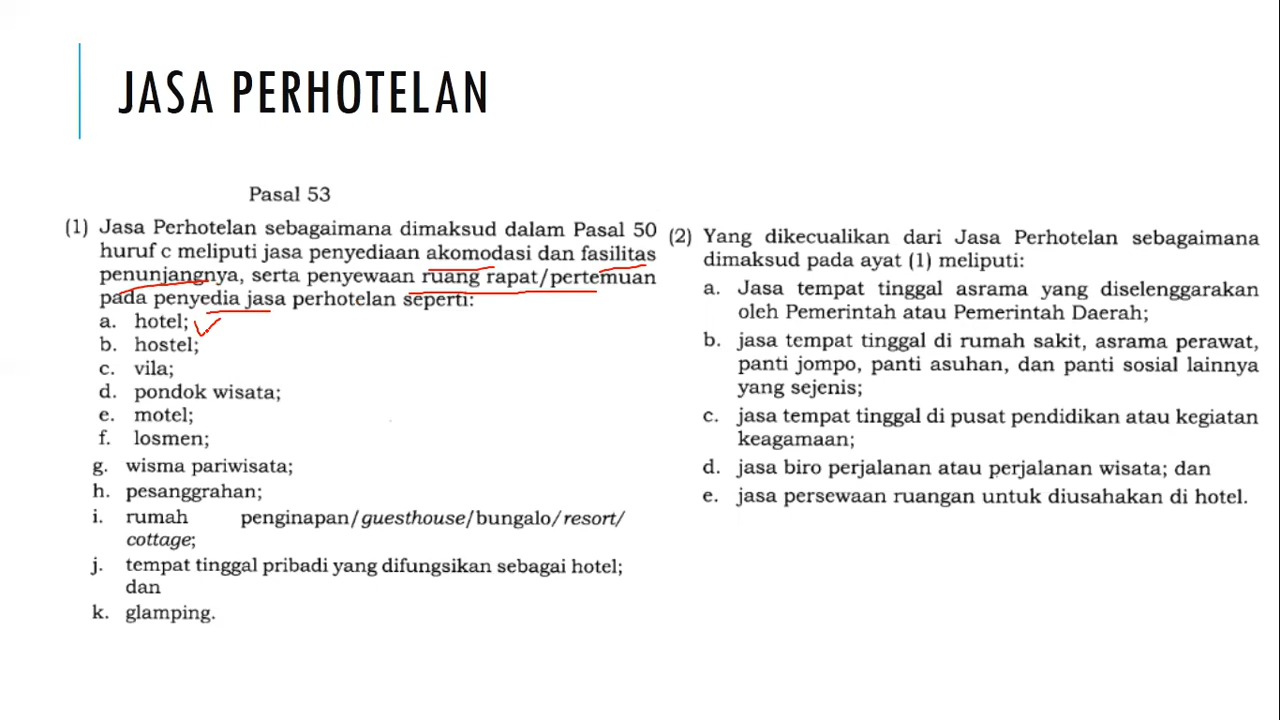 JASA PERHOTELAN
Pasal 53
(1) Jasa Perhotelan sebagaimana dimaksud dalam Pasal 50
huruf c meliputi jasa penyediaan akomodasi dan fasilitas
penunjangnya, serta penyewaan ruang rapat/pertemuan
pada penyedia jasa perhotelan seperti:
a. hotel;
b. hostel;
c. vila;
d. pondok wisata;
e. motel;
f. losmen;
g. wisma pariwisata;
h. pesanggrahan;
i. rumah penginapan/guesthouse/bungalo/resort/
cottage;
j. tempat tinggal pribadi yang difungsikan sebagai hotel;
dan
k. glamping.
(2) Yang dikecualikan dari Jasa Perhotelan sebagaimana
dimaksud pada ayat (1) meliputi:
a. Jasa tempat tinggal asrama yang diselenggarakan
oleh Pemerintah atau Pemerintah Daerah;
b. jasa tempat tinggal di rumah sakit, asrama perawat,
panti jompo, panti asuhan, dan panti sosial lainnya
yang sejenis;
c. jasa tempat tinggal di pusat pendidikan atau kegiatan
keagamaan;
d. jasa biro perjalanan atau perjalanan wisata; dan
e. jasa persewaan ruangan untuk diusahakan di hotel.